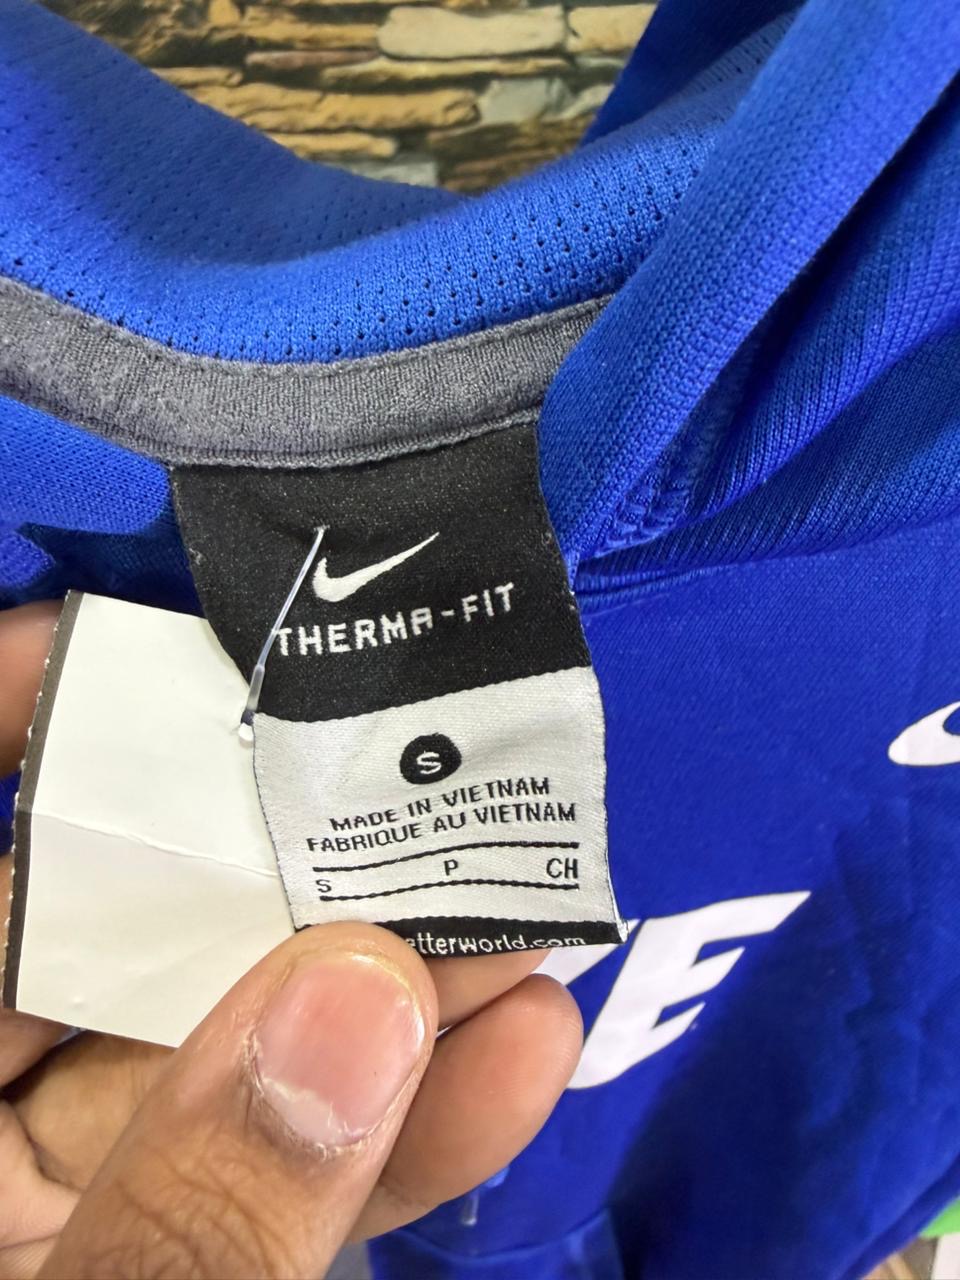 THERMA-FIT
S
MADE IN VIETNAM
FABRIQUE AU VIETNAM
S P CH